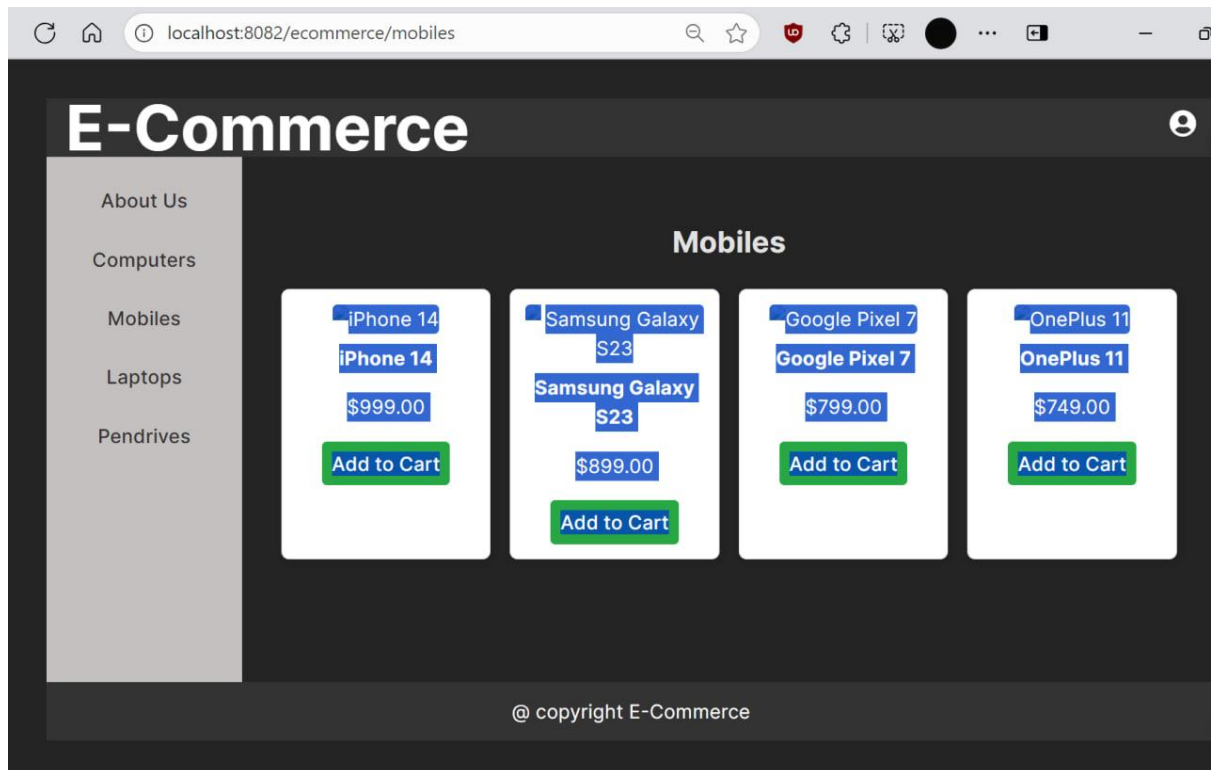 localhost:8082/ecommerce/mobiles
E-Commerce
About Us
Computers
Mobiles
Laptops
Pendrives
Mobiles
iPhone 14
iPhone 14
$999.00
Add to Cart
Samsung Galaxy
S23
Samsung Galaxy
S23
$899.00
Add to Cart
Google Pixel 7
Google Pixel 7
$799.00
Add to Cart
OnePlus 11
OnePlus 11
$749.00
Add to Cart
@ copyright E-Commerce